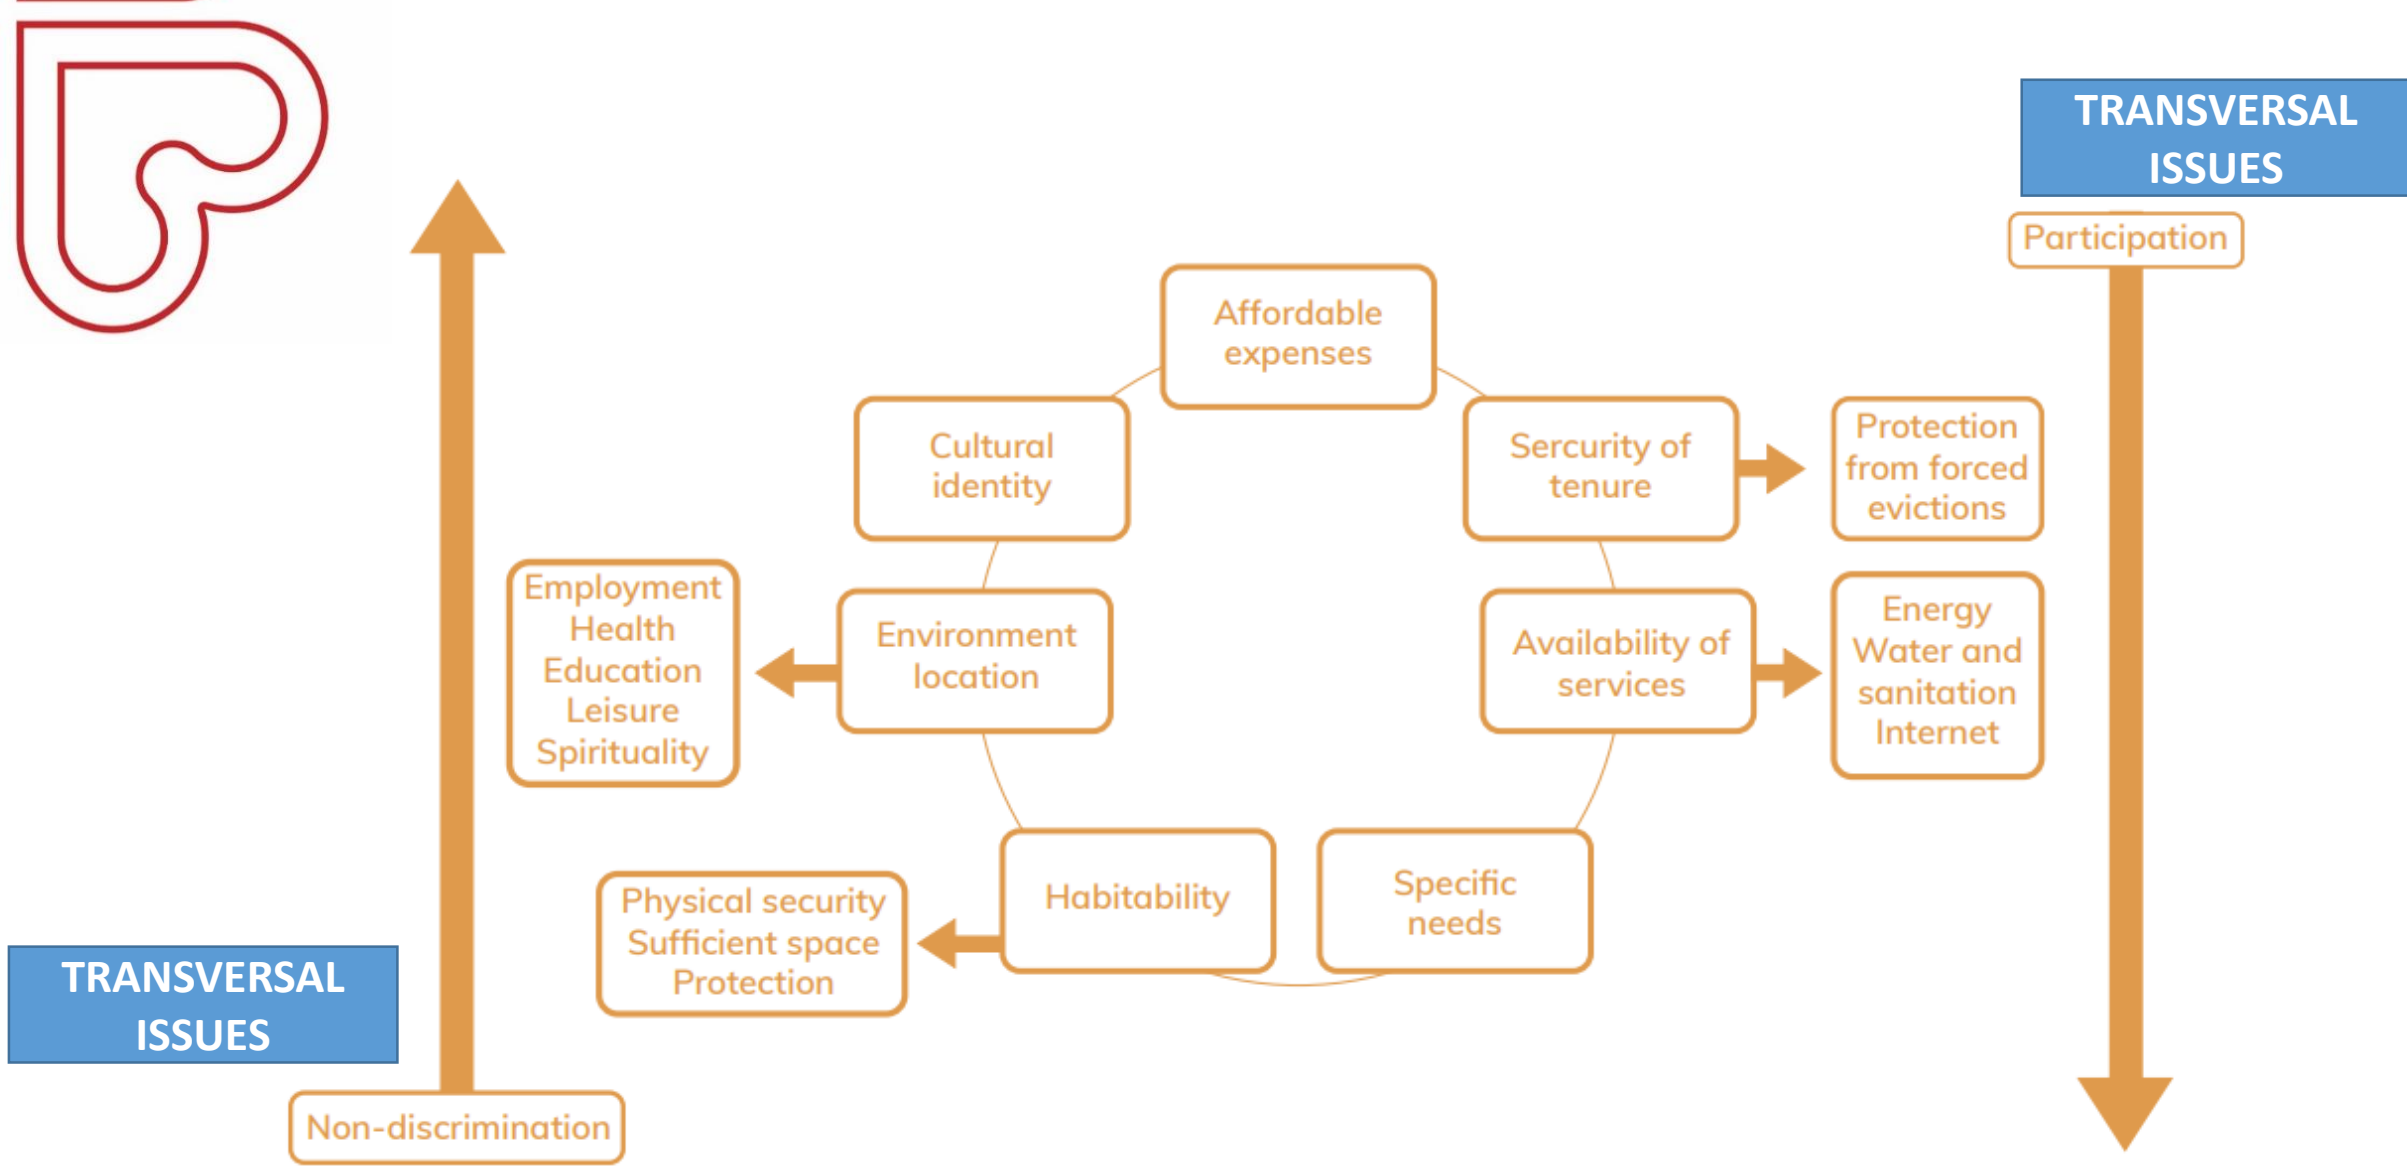 TRANSVERSAL
ISSUES
Participation
Affordable
expenses
Cultural
identity
Sercurity of
tenure
Protection
from forced
evictions
Employment
Health
Education
Leisure
Spirituality
Environment
location
Availability of
services
Energy
Water and
sanitation
Internet
Physical security
Sufficient space
Protection
Habitability
Specific
needs
TRANSVERSAL
ISSUES
Non-discrimination